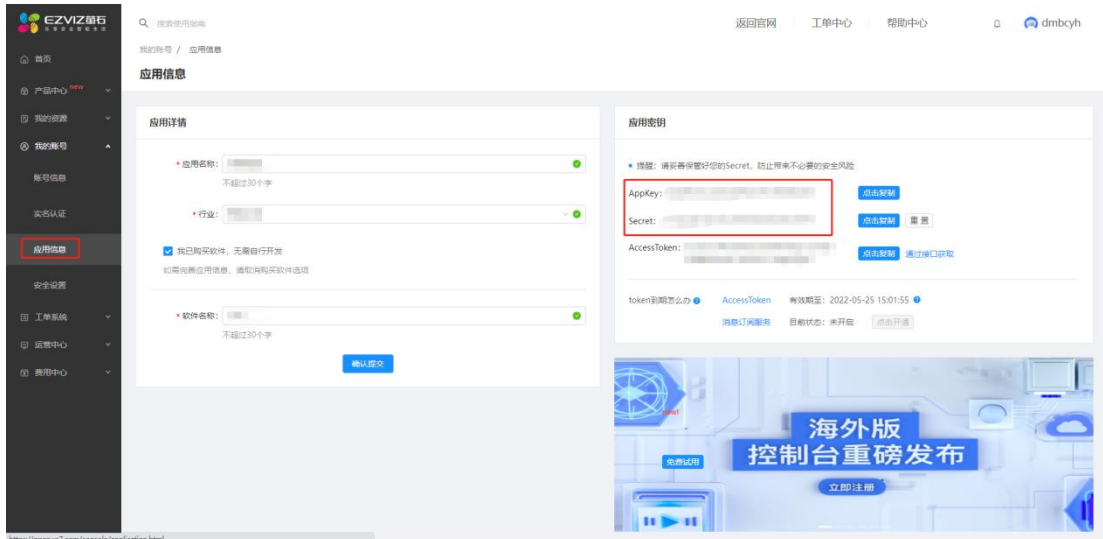 EZVIZ萤石
搜索使用指南
返回官网
工单中心
帮助中心
dmbcyh
首页
产品中心 new
我的资源
我的账号
账号信息
实名认证
应用信息
安全设置
工单系统
运营中心
费用中心
我的账号 / 应用信息
应用信息
应用详情
* 应用名称:
不超过30个字
* 行业:
我已购买软件，无需自行开发
如需完善应用信息，请取消购买软件选项
* 软件名称:
不超过30个字
确认提交
应用密钥
提醒：请妥善保管好您的Secret，防止带来不必要的安全风险
AppKey: 点击复制
Secret: 点击复制 重置
AccessToken: 点击复制 通过接口获取
token到期怎么办 AccessToken 有效期至：2022-05-25 15:01:55
消息订阅服务 目前状态：未开启 点击开通
new!
海外版
控制台重磅发布
免费试用
立即注册